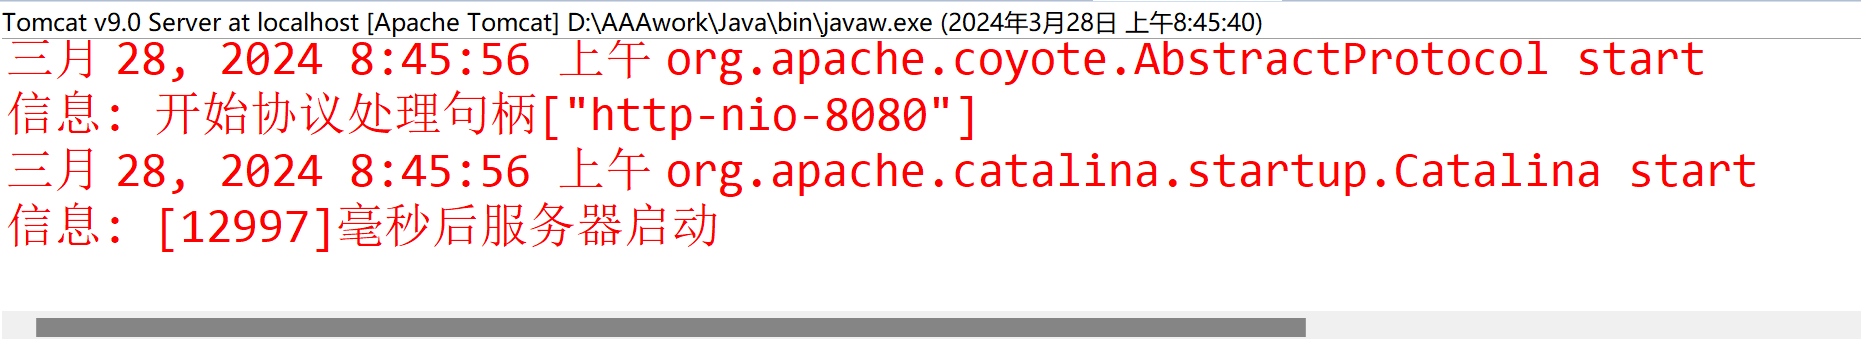 Tomcat v9.0 Server at localhost [Apache Tomcat] D:\AAAwork\Java\bin\javaw.exe (2024年3月28日 上午8:45:40)
三月 28, 2024 8:45:56 上午 org.apache.coyote.AbstractProtocol start
信息: 开始协议处理句柄["http-nio-8080"]
三月 28, 2024 8:45:56 上午 org.apache.catalina.startup.Catalina start
信息: [12997]毫秒后服务器启动